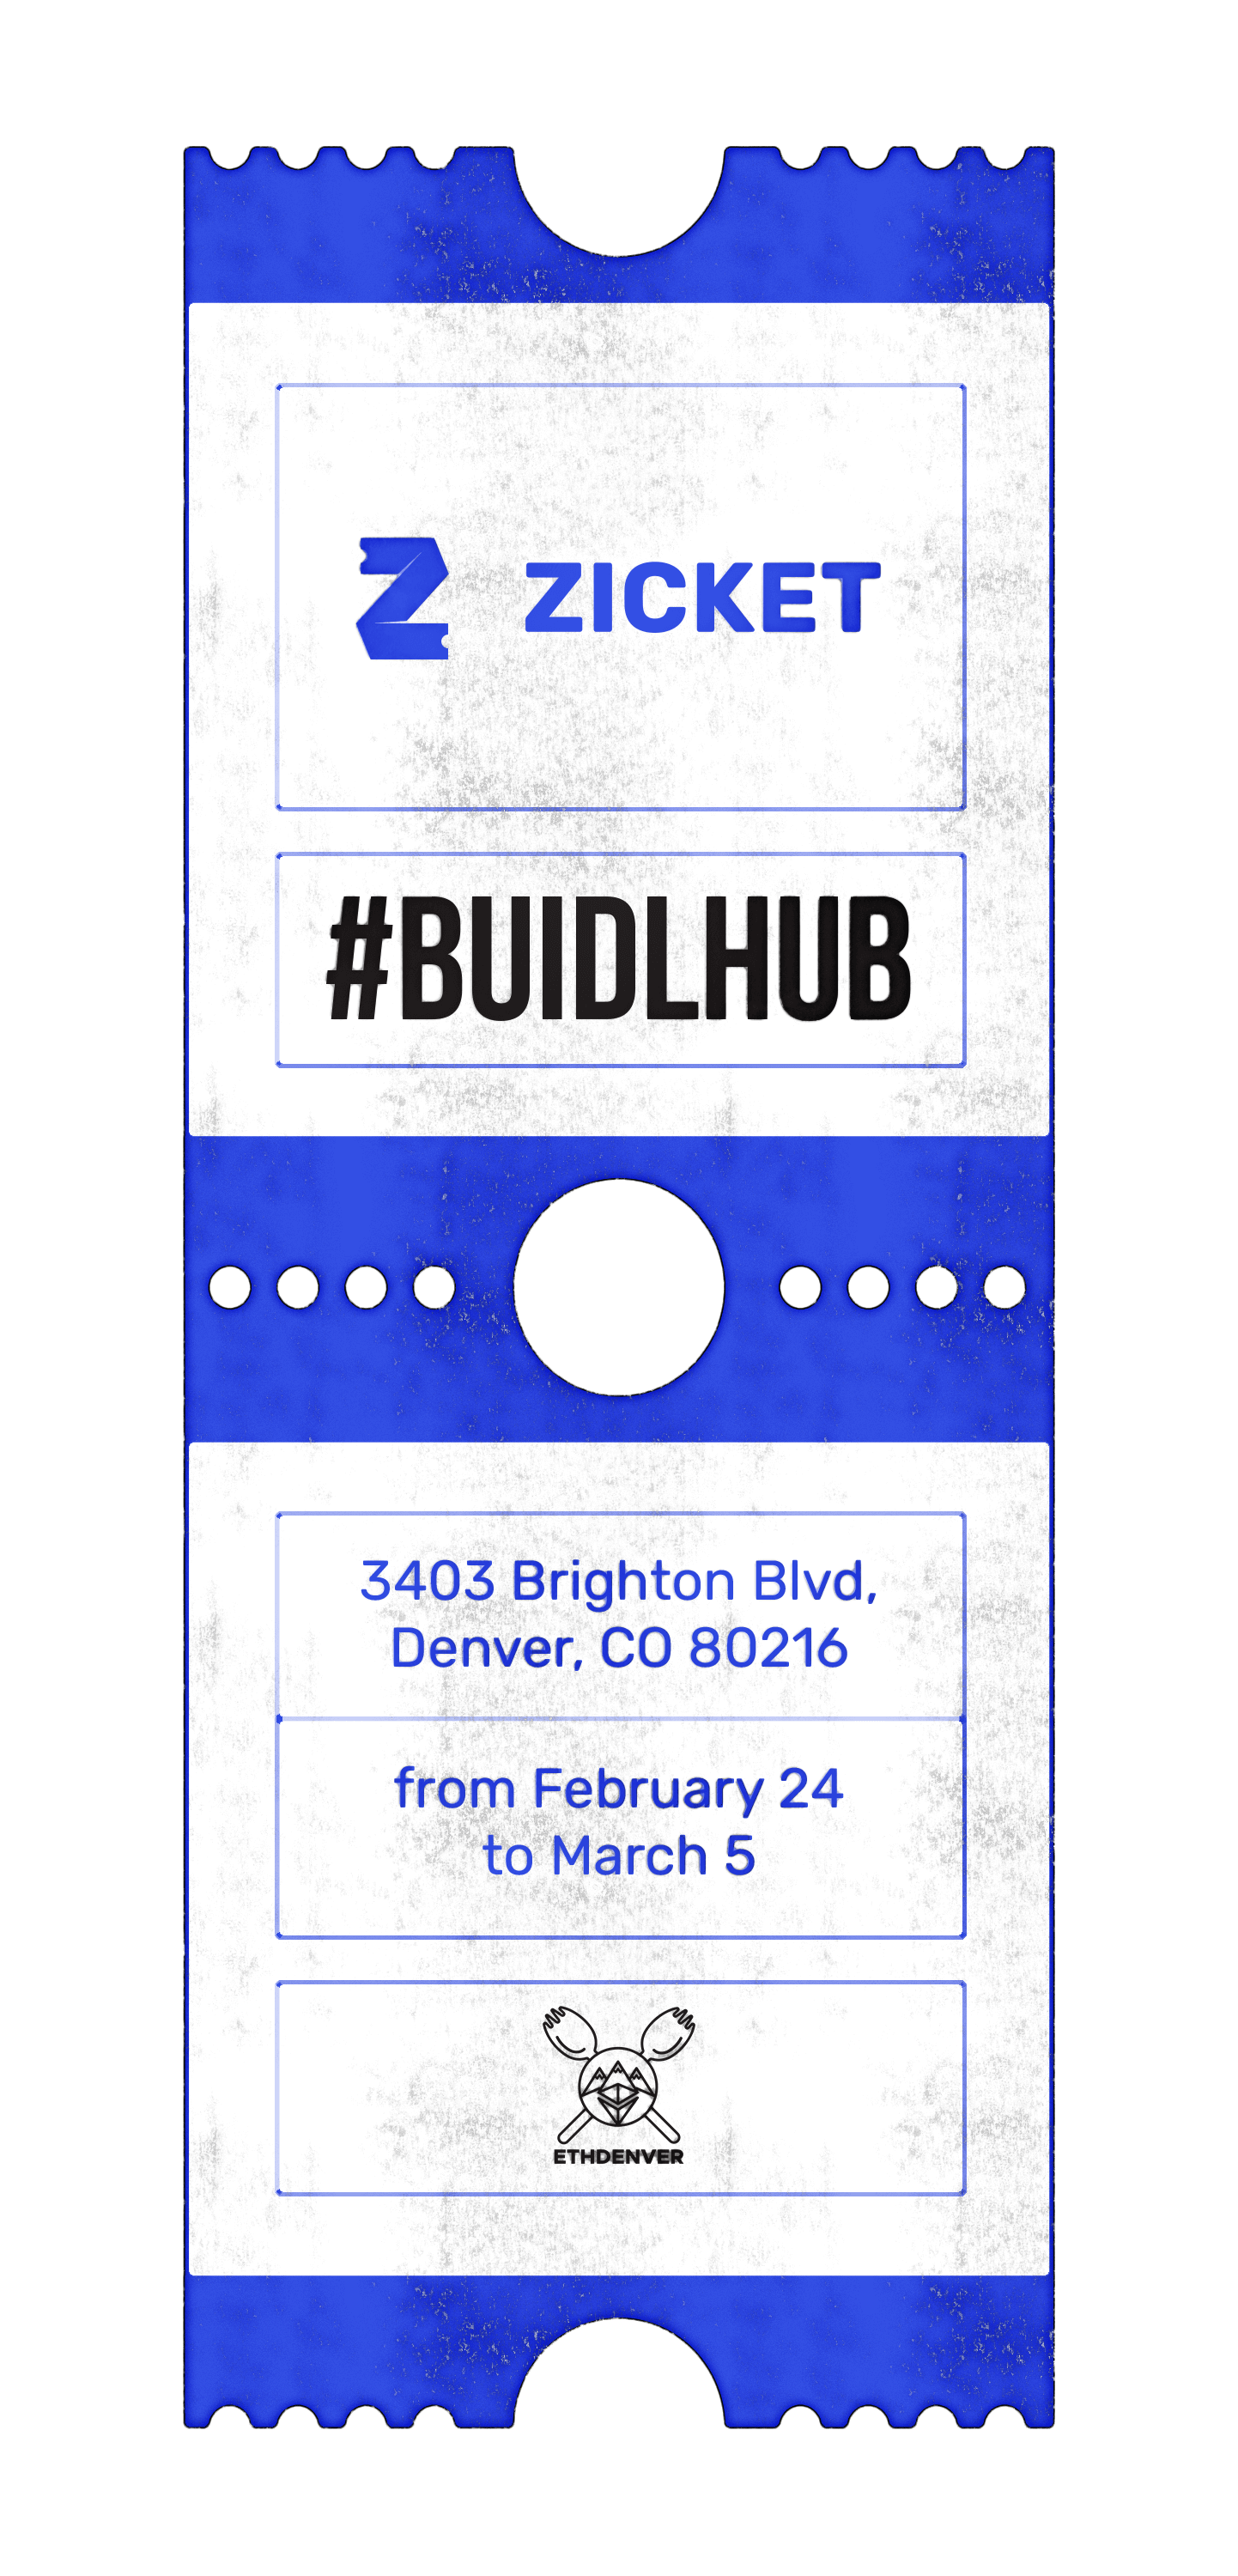 ZICKET
#BUIDLHUB
3403 Brighton Blvd,
Denver, CO 80216
from February 24
to March 5
ETHDENVER